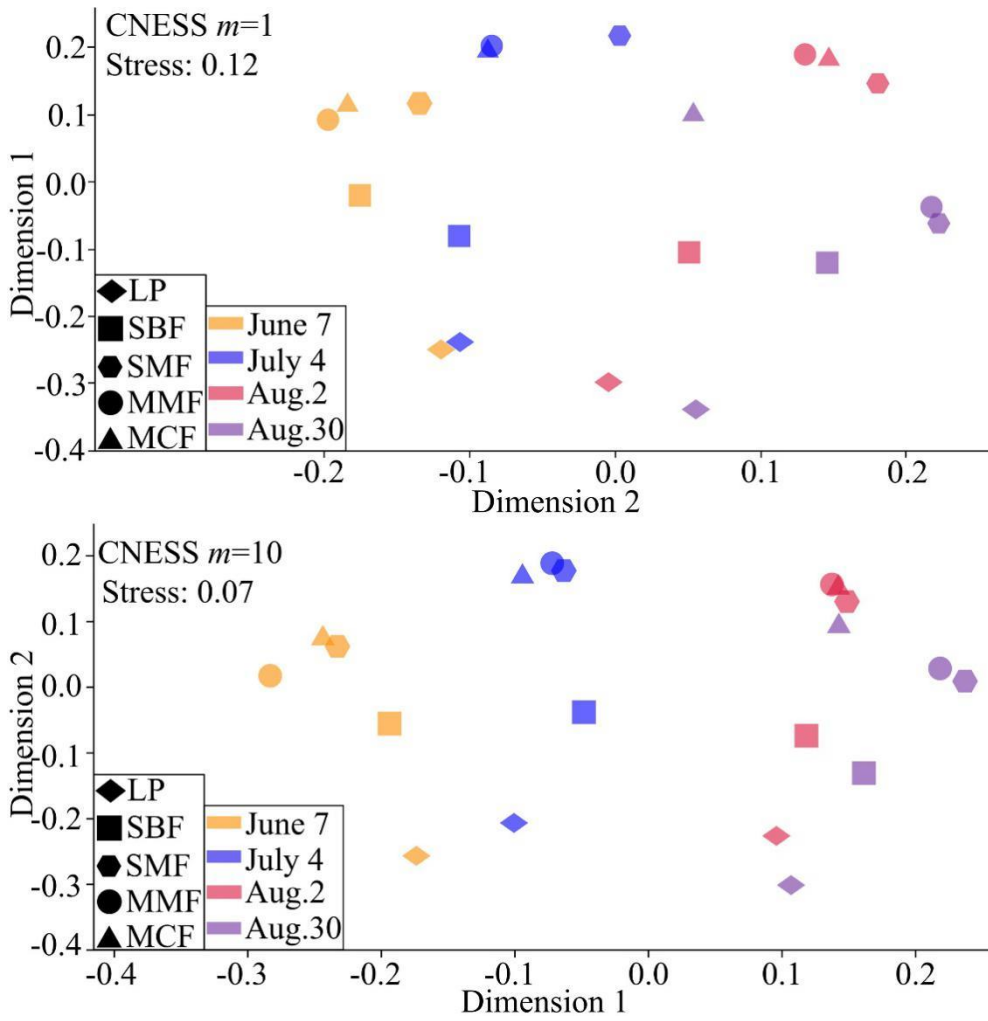 CNESS m=1
Stress: 0.12
0.2
0.1
0.0
-0.1
-0.2
-0.3
-0.4
Dimension 1
LP
SBF
SMF
MMF
MCF
June 7
July 4
Aug.2
Aug.30
-0.2
-0.1
0.0
0.1
0.2
Dimension 2
CNESS m=10
Stress: 0.07
0.2
0.1
0.0
-0.1
-0.2
-0.3
-0.4
Dimension 2
LP
SBF
SMF
MMF
MCF
June 7
July 4
Aug.2
Aug.30
-0.4
-0.3
-0.2
-0.1
0.0
0.1
0.2
Dimension 1